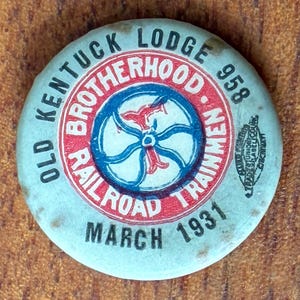 OLD KENTUCK LODGE 958
BROTHERHOOD·
RAILROAD TRAINMEN
MARCH 1931